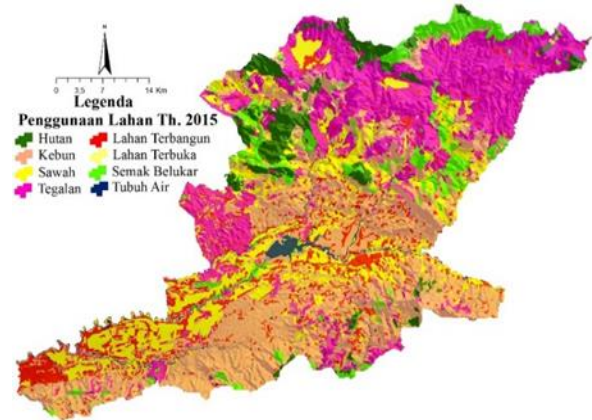 N
0 3.5 7 14 Km
Legenda
Penggunaan Lahan Th. 2015
Hutan Lahan Terbangun
Kebun Lahan Terbuka
Sawah Semak Belukar
Tegalan Tubuh Air